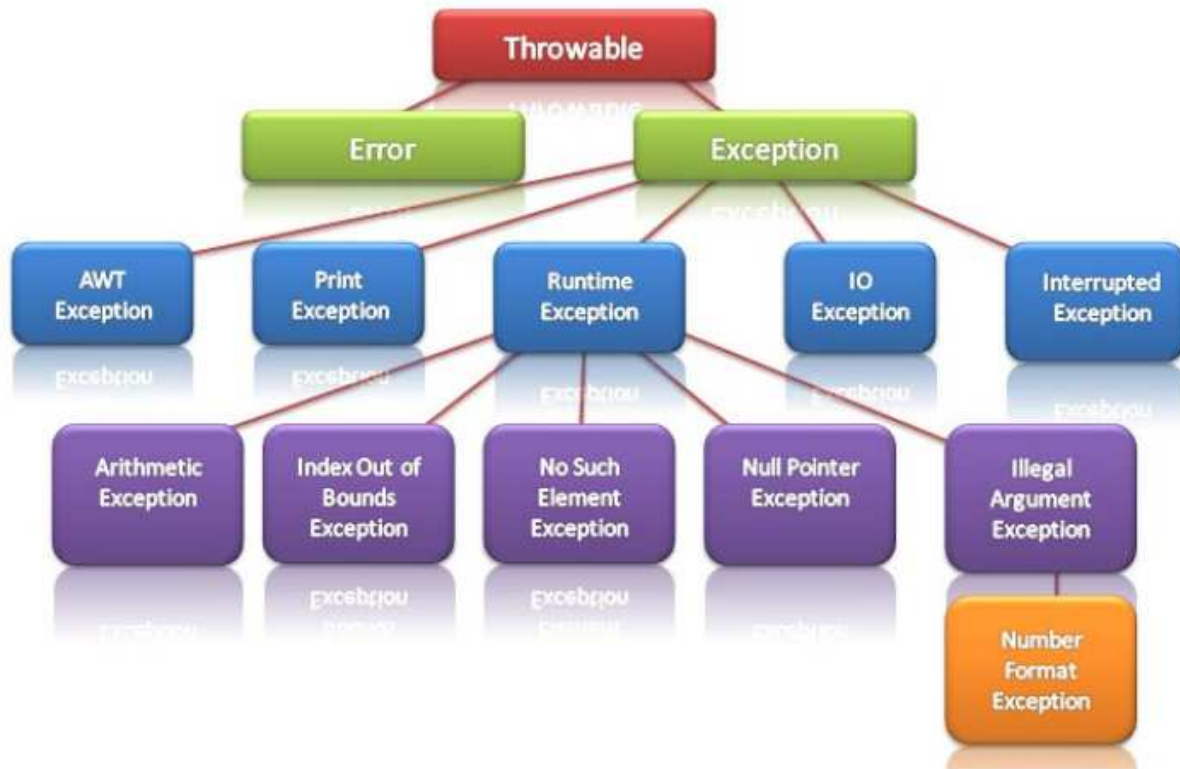 Throwable
Error
Exception
AWT
Exception
Print
Exception
Runtime
Exception
IO
Exception
Interrupted
Exception
Arithmetic
Exception
Index Out of
Bounds
Exception
No Such
Element
Exception
Null Pointer
Exception
Illegal
Argument
Exception
Number
Format
Exception